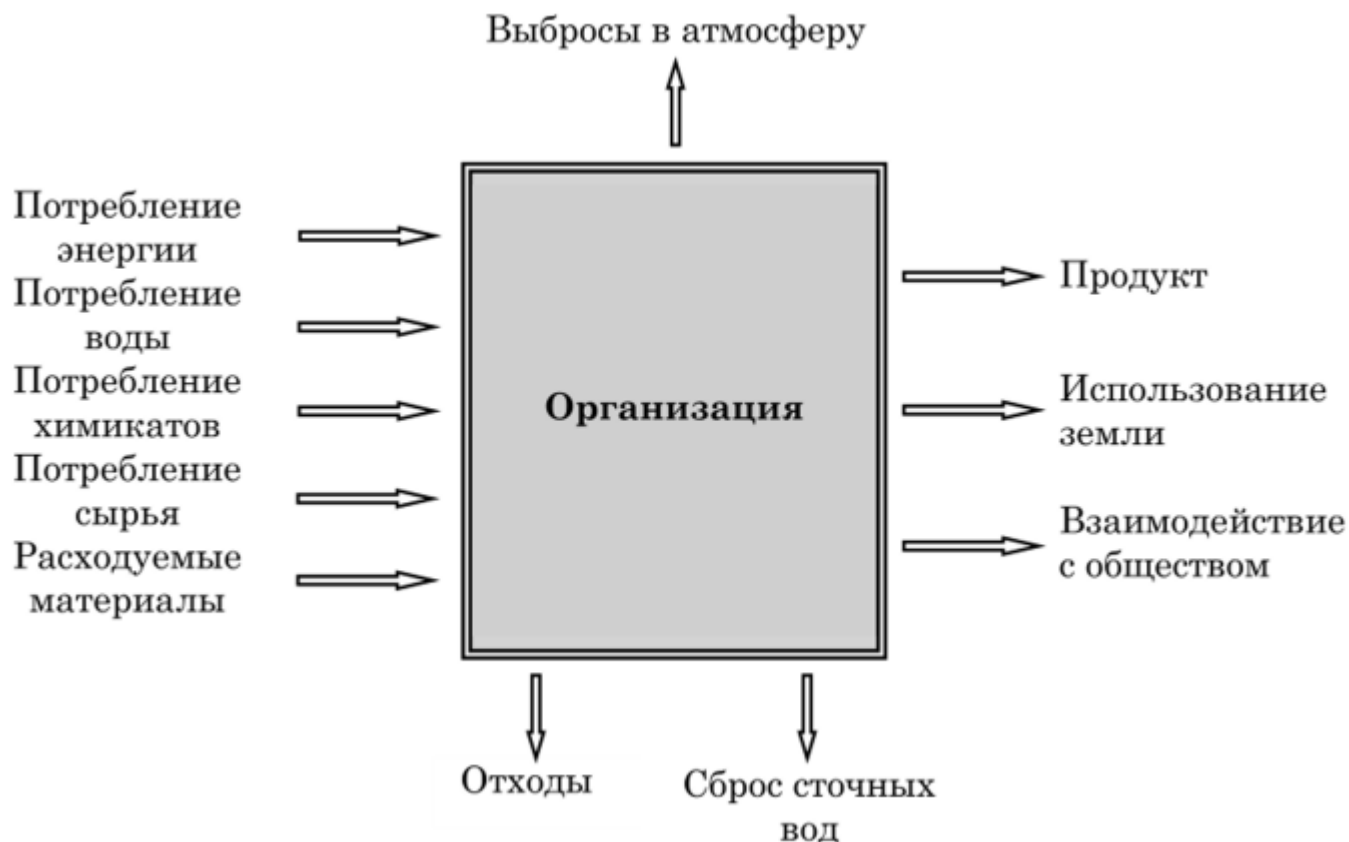 Выбросы в атмосферу
Потребление
энергии
Потребление
воды
Потребление
химикатов
Потребление
сырья
Расходуемые
материалы
Организация
Продукт
Использование
земли
Взаимодействие
с обществом
Отходы
Сброс сточных
вод